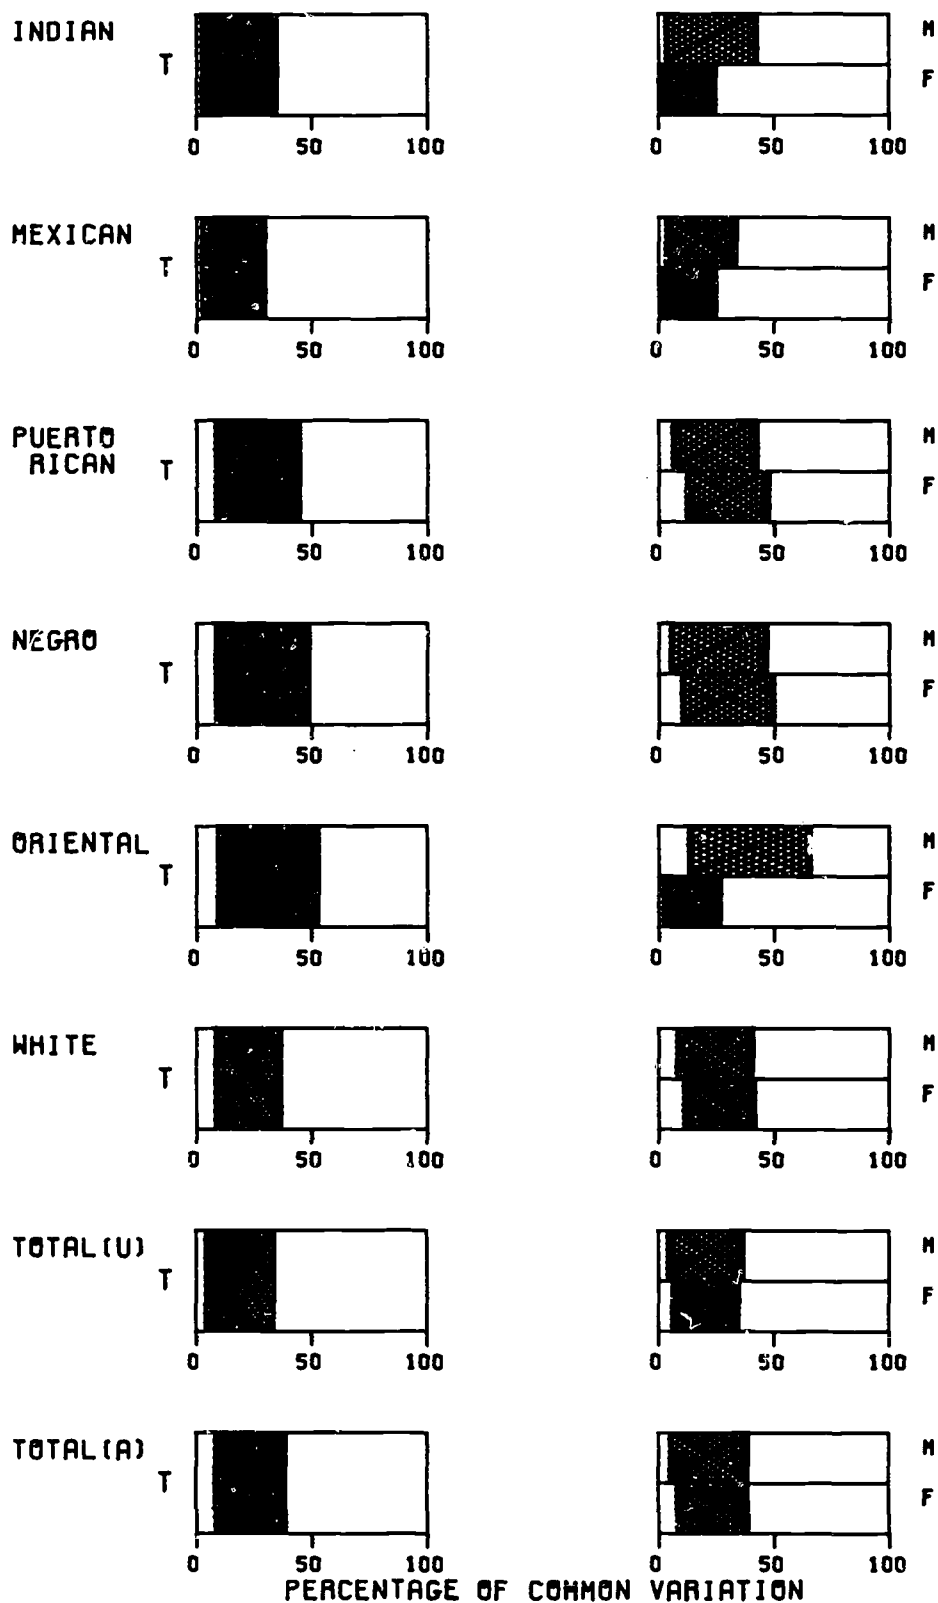 INDIAN
T
M
F
0 50 100
0 50 100
MEXICAN
T
M
F
0 50 100
0 50 100
PUERTO
RICAN
T
M
F
0 50 100
0 50 100
NEGRO
T
M
F
0 50 100
0 50 100
ORIENTAL
T
M
F
0 50 100
0 50 100
WHITE
T
M
F
0 50 100
0 50 100
TOTAL(U)
T
M
F
0 50 100
0 50 100
TOTAL(A)
T
M
F
0 50 100
0 50 100
PERCENTAGE OF COMMON VARIATION